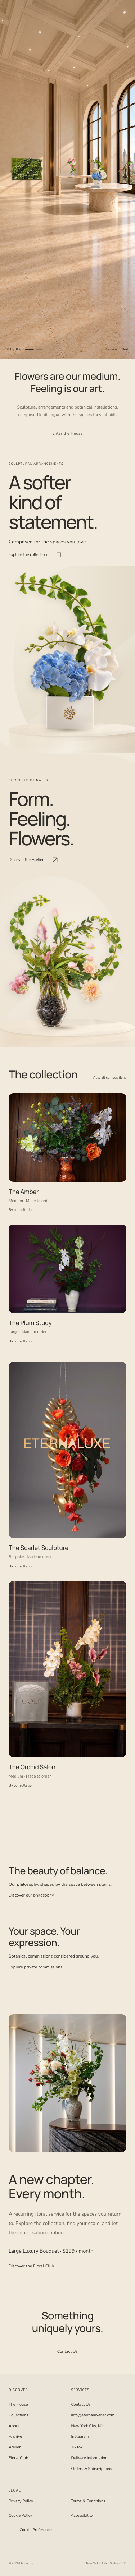 01 / 03
Previous Next
Flowers are our medium.
Feeling is our art.
Sculptural arrangements and botanical installations,
composed in dialogue with the spaces they inhabit.
Enter the House
SCULPTURAL ARRANGEMENTS
A softer
kind of
statement.
Composed for the spaces you love.
Explore the collection
COMPOSED BY NATURE
Form.
Feeling.
Flowers.
Discover the Atelier
The collection
View all compositions
The Amber
Medium · Made to order
By consultation
The Plum Study
Large · Made to order
By consultation
ETERNALUXE
The Scarlet Sculpture
Bespoke · Made to order
By consultation
GOLF
The Orchid Salon
Medium · Made to order
By consultation
The beauty of balance.
Our philosophy, shaped by the space between stems.
Discover our philosophy
Your space. Your
expression.
Botanical commissions considered around you.
Explore private commissions
A new chapter.
Every month.
A recurring floral service for the spaces you return
to. Explore the collection, find your scale, and let
the conversation continue.
Large Luxury Bouquet · $299 / month
Discover the Floral Club
Something
uniquely yours.
Contact Us
DISCOVER
SERVICES
The House
Contact Us
Collections
info@eternaluxenet.com
About
New York City, NY
Archive
Instagram
Atelier
TikTok
Floral Club
Delivery Information
Orders & Subscriptions
LEGAL
Privacy Policy
Terms & Conditions
Cookie Policy
Accessibility
Cookie Preferences